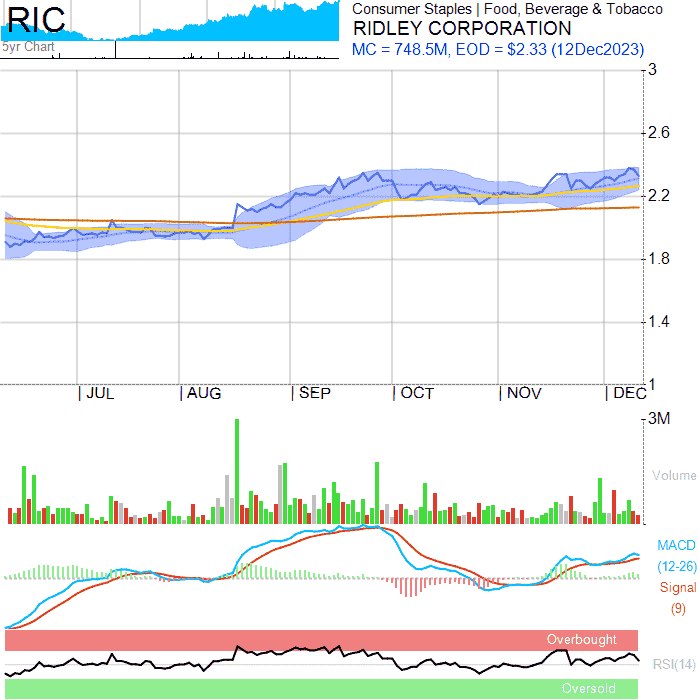 RIC
5yr Chart
Consumer Staples | Food, Beverage & Tobacco
RIDLEY CORPORATION
MC = 748.5M, EOD = $2.33 (12Dec2023)
3
2.6
2.2
1.8
1.4
1
| JUL | AUG | SEP | OCT | NOV | DEC
3M
Volume
MACD
(12-26)
Signal
(9)
Overbought
RSI(14)
Oversold